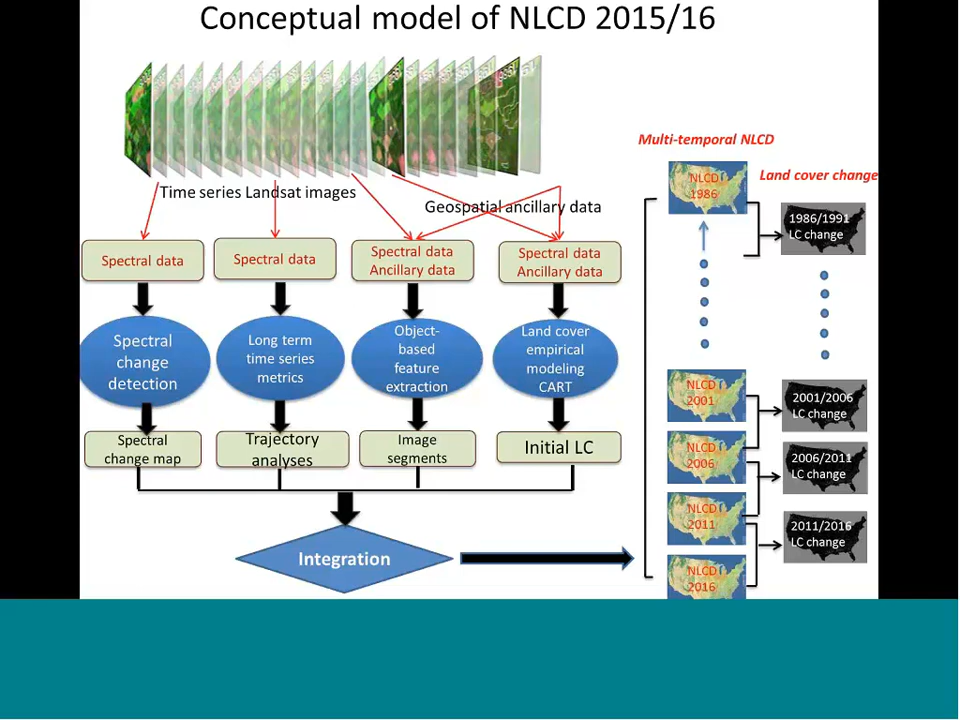 Conceptual model of NLCD 2015/16
Time series Landsat images
Geospatial ancillary data
Spectral data
Spectral data
Spectral data
Ancillary data
Spectral data
Ancillary data
Spectral
change
detection
Long term
time series
metrics
Object-
based
feature
extraction
Land cover
empirical
modeling
CART
Spectral
change map
Trajectory
analyses
Image
segments
Initial LC
Integration
Multi-temporal NLCD
Land cover change
NLCD
1986
1986/1991
LC change
NLCD
2001
2001/2006
LC change
NLCD
2006
2006/2011
LC change
NLCD
2011
2011/2016
LC change
NLCD
2016